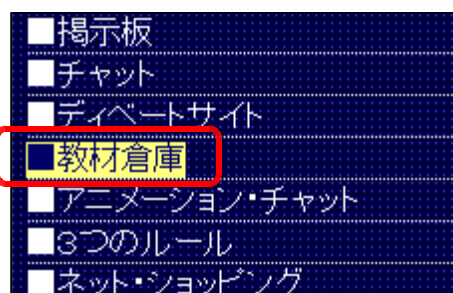 ■掲示板
■チャット
■ディベートサイト
■教材倉庫
■アニメーション・チャット
■3つのルール
■ネット・ショッピング